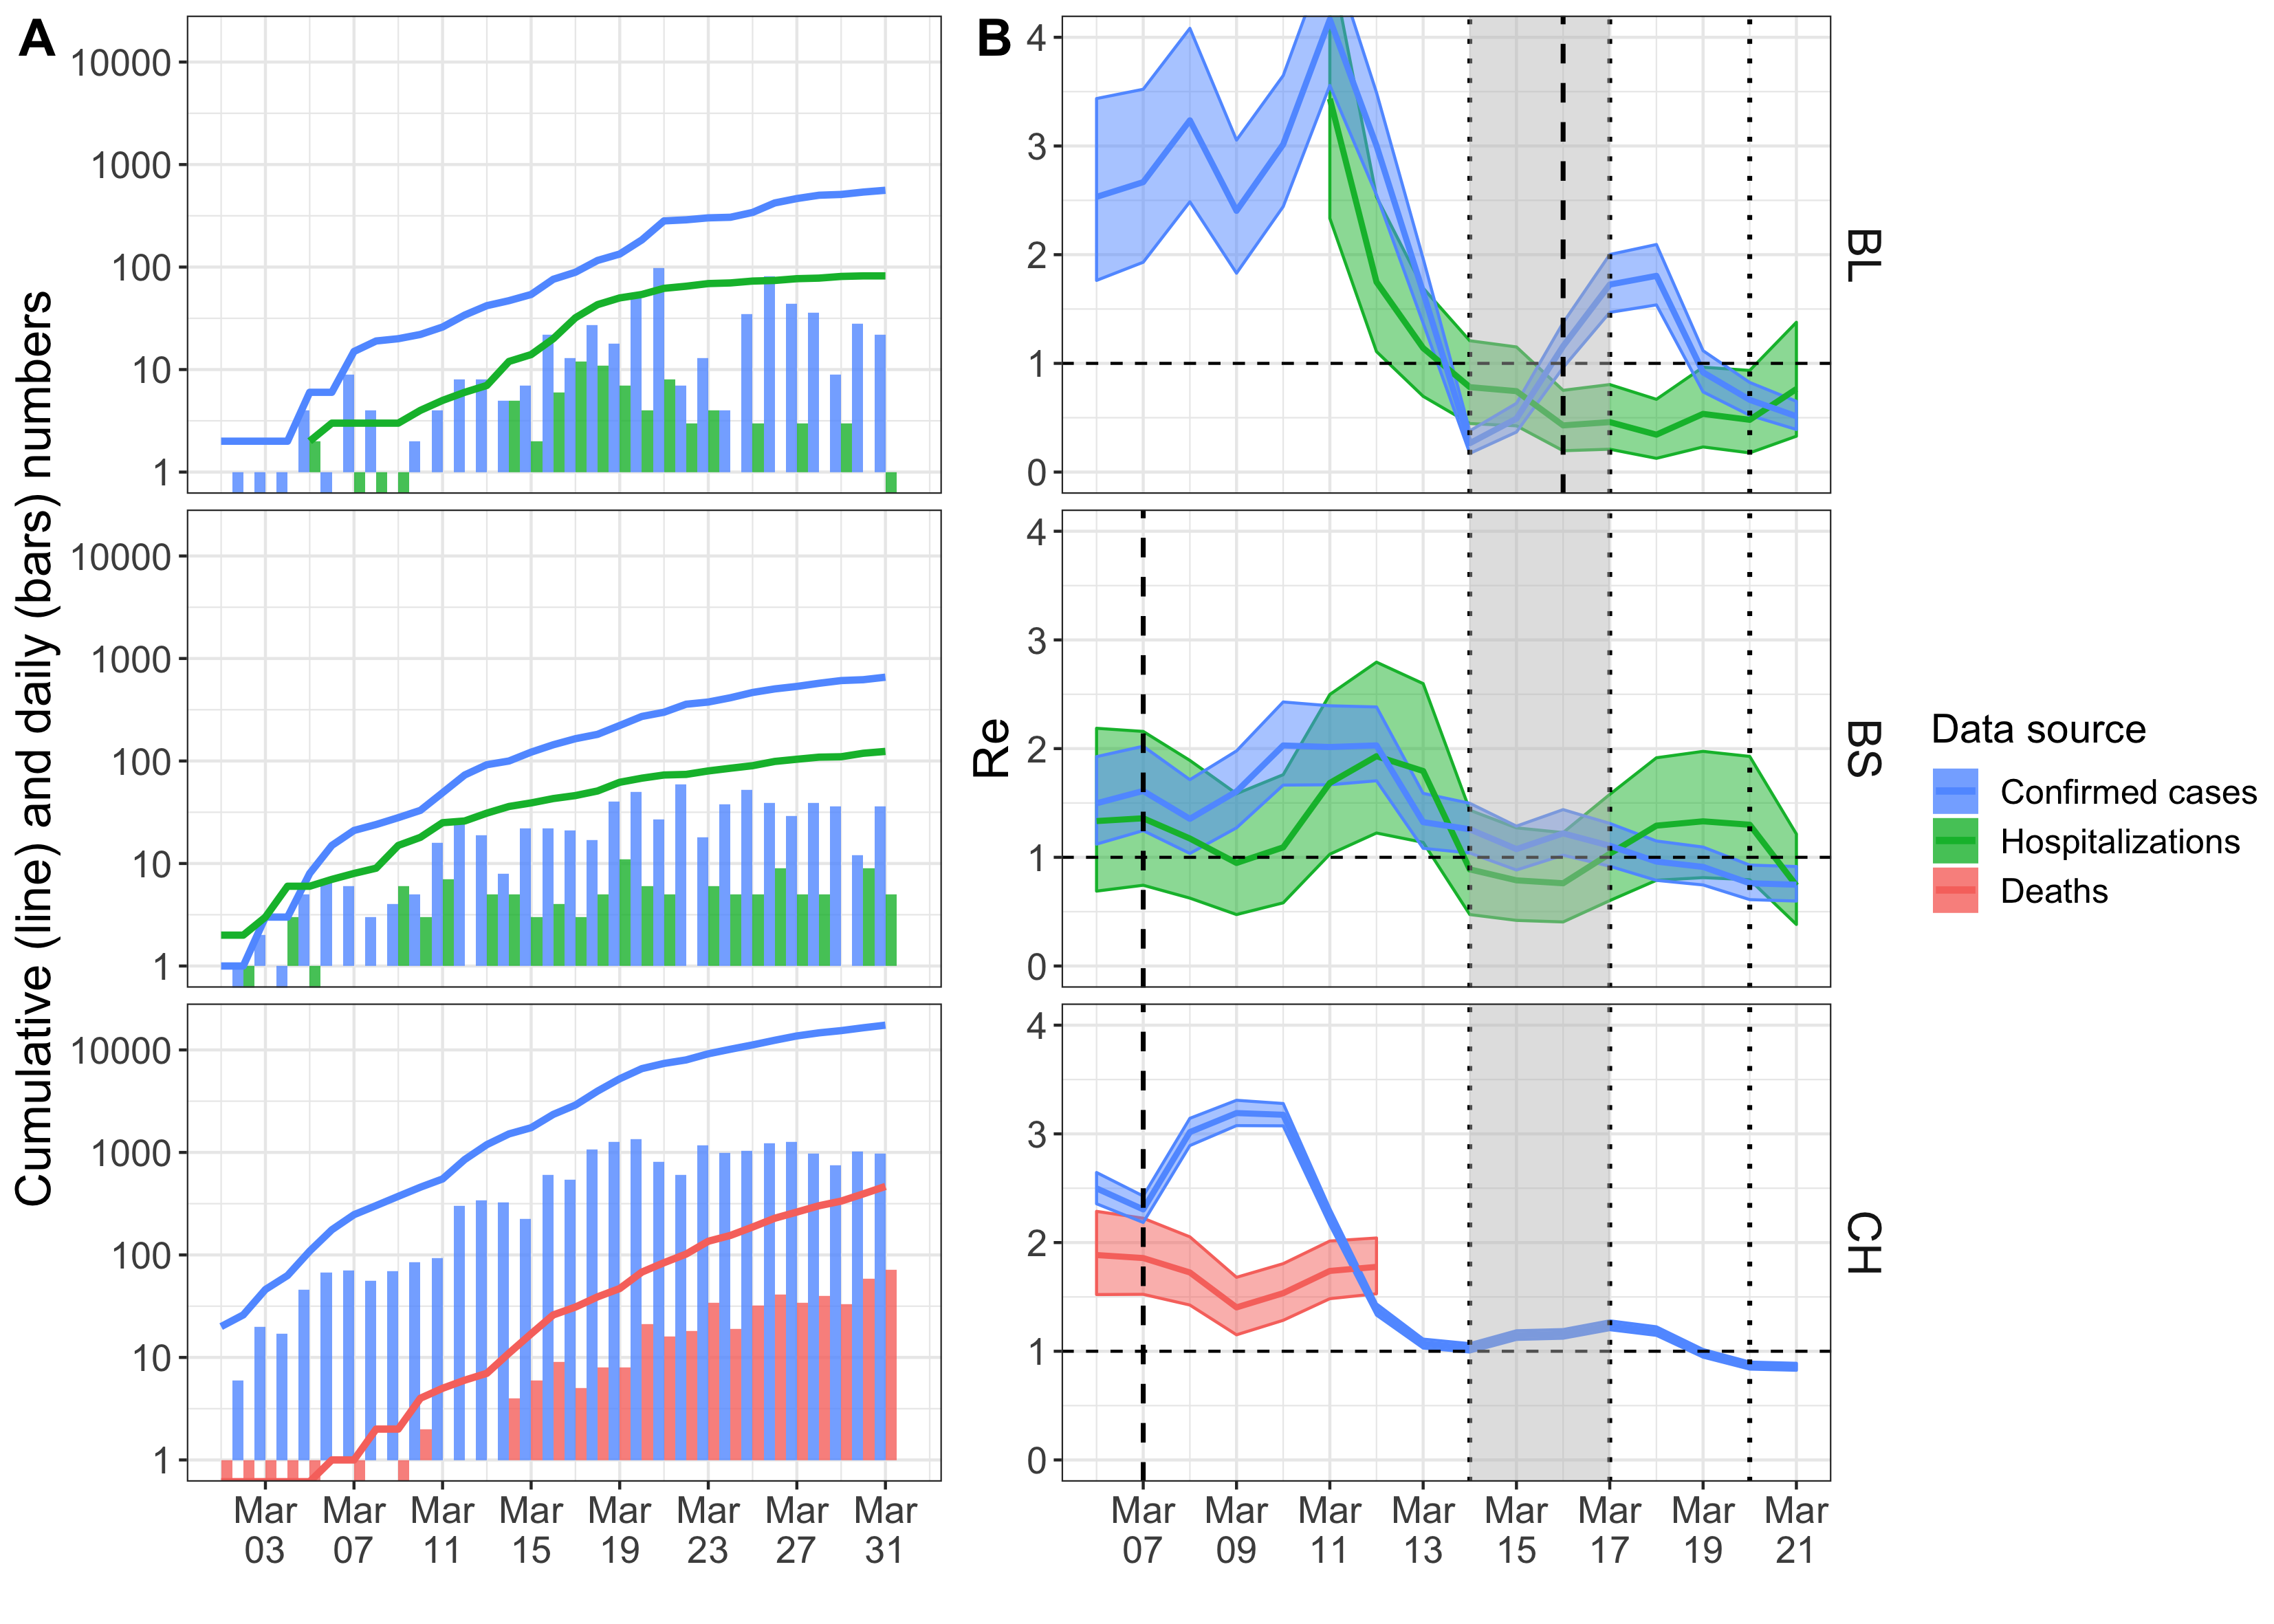 A
B
Cumulative (line) and daily (bars) numbers
10000
1000
100
10
1
10000
1000
100
10
1
10000
1000
100
10
1
Mar 03
Mar 07
Mar 11
Mar 15
Mar 19
Mar 23
Mar 27
Mar 31
Re
4
3
2
1
0
BL
4
3
2
1
0
BS
4
3
2
1
0
CH
Mar 07
Mar 09
Mar 11
Mar 13
Mar 15
Mar 17
Mar 19
Mar 21
Data source
Confirmed cases
Hospitalizations
Deaths